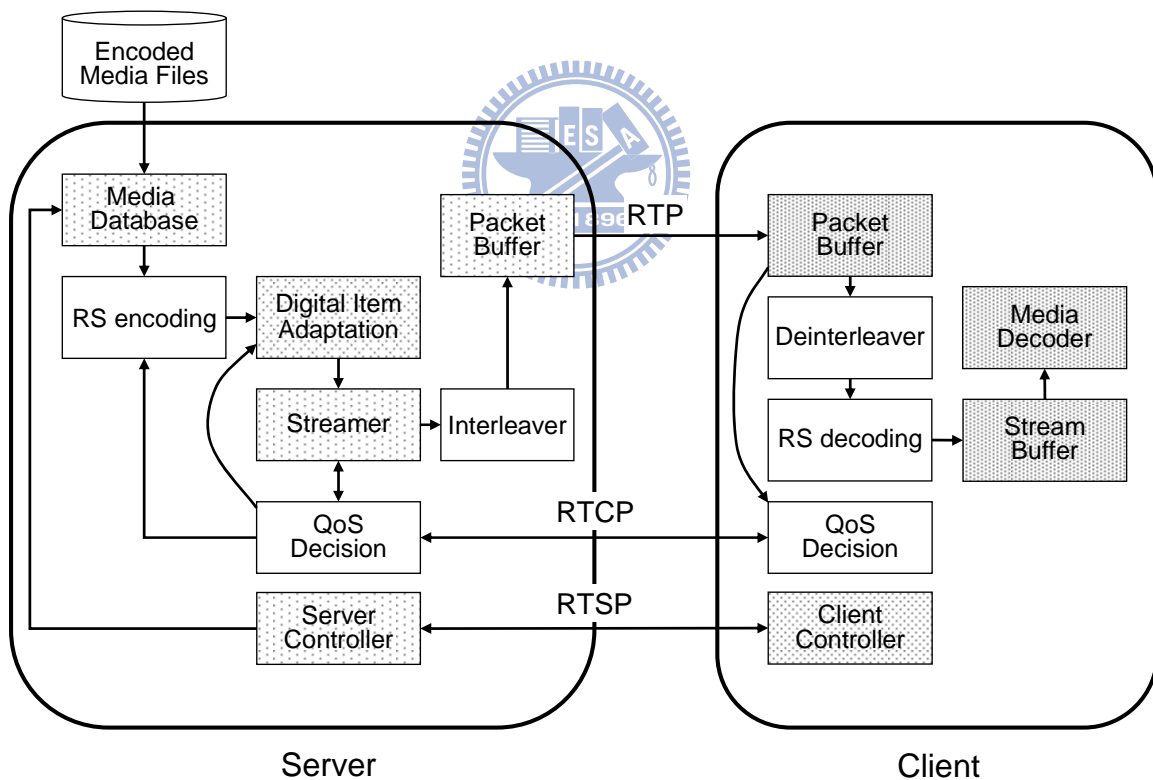 Encoded
Media Files
E S A
1896
Media
Database
Packet
Buffer
RTP
Packet
Buffer
RS encoding
Digital Item
Adaptation
Deinterleaver
Media
Decoder
Streamer
Interleaver
RS decoding
Stream
Buffer
QoS
Decision
RTCP
QoS
Decision
Server
Controller
RTSP
Client
Controller
Server
Client